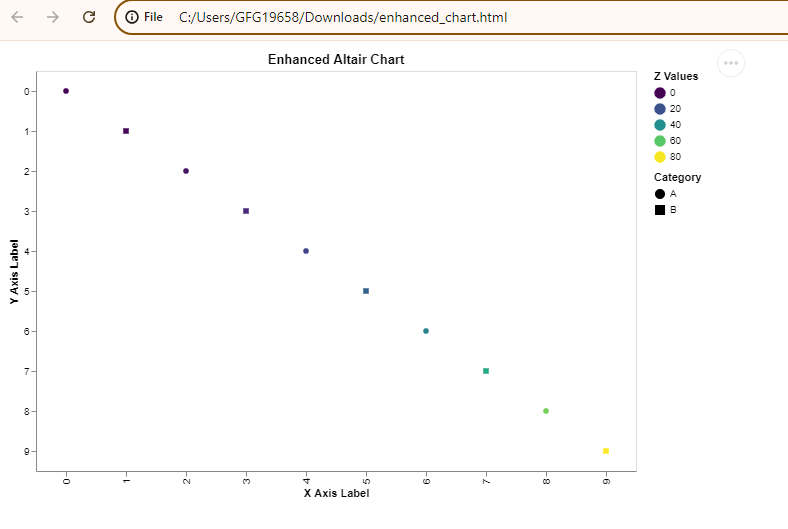 File C:/Users/GFG19658/Downloads/enhanced_chart.html
Enhanced Altair Chart
Z Values
0
20
40
60
80
Category
A
B
Y Axis Label
0
1
2
3
4
5
6
7
8
9
0 1 2 3 4 5 6 7 8 9
X Axis Label